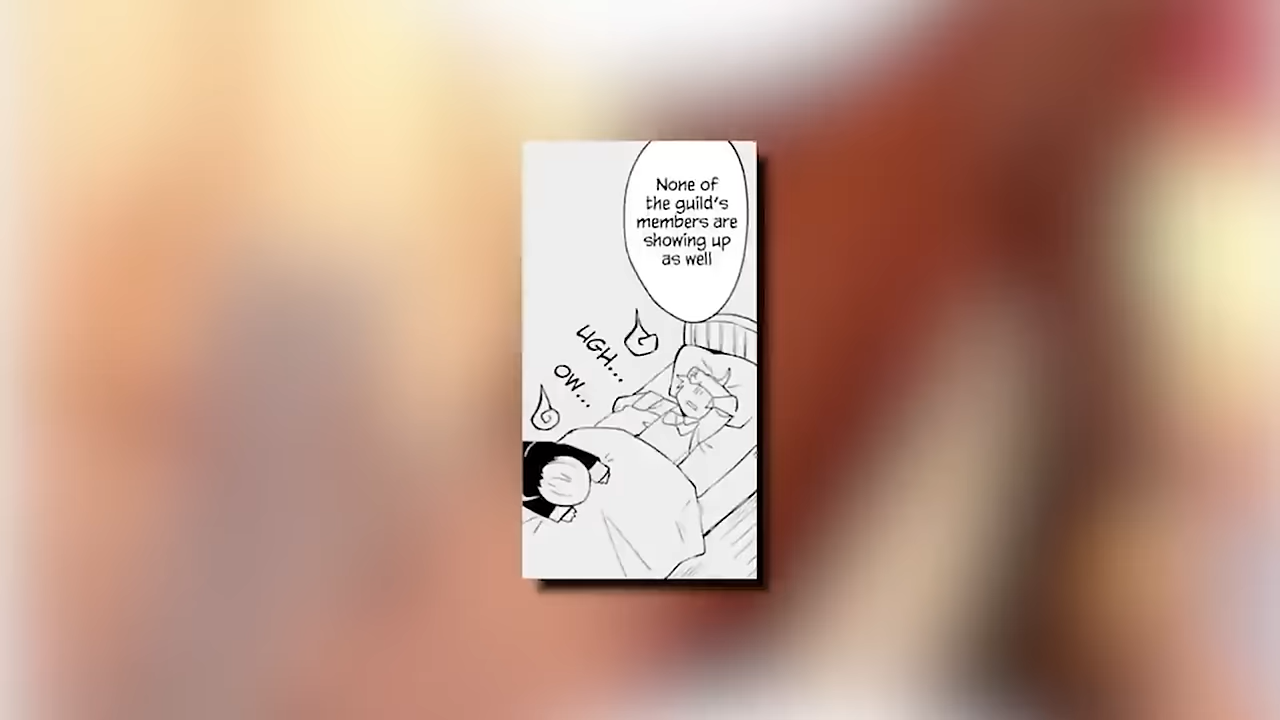 None of
the guild's
members are
showing up
as well
UGH...
OW...